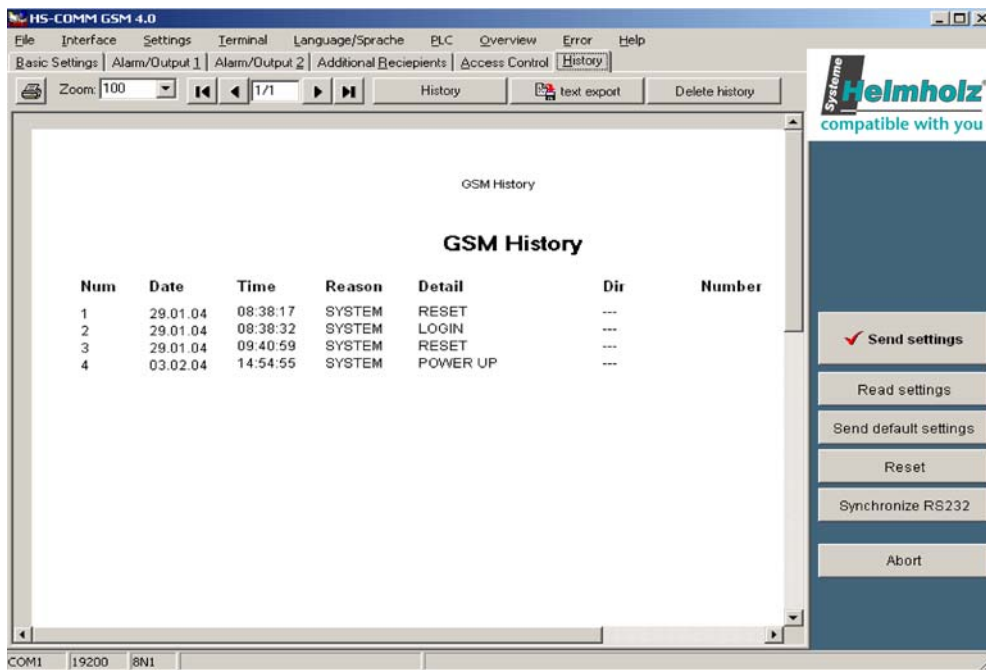 HS-COMM GSM 4.0
File Interface Settings Terminal Language/Sprache PLC Overview Error Help
Basic Settings Alarm/Output 1 Alarm/Output 2 Additional Reciepients Access Control History
Zoom: 100 1/1 History text export Delete history
Systeme Helmholz
compatible with you
GSM History
GSM History
Num Date Time Reason Detail Dir Number
1 29.01.04 08:38:17 SYSTEM RESET ---
2 29.01.04 08:38:32 SYSTEM LOGIN ---
3 29.01.04 09:40:59 SYSTEM RESET ---
4 03.02.04 14:54:55 SYSTEM POWER UP ---
Send settings
Read settings
Send default settings
Reset
Synchronize RS232
Abort
COM1 19200 8N1